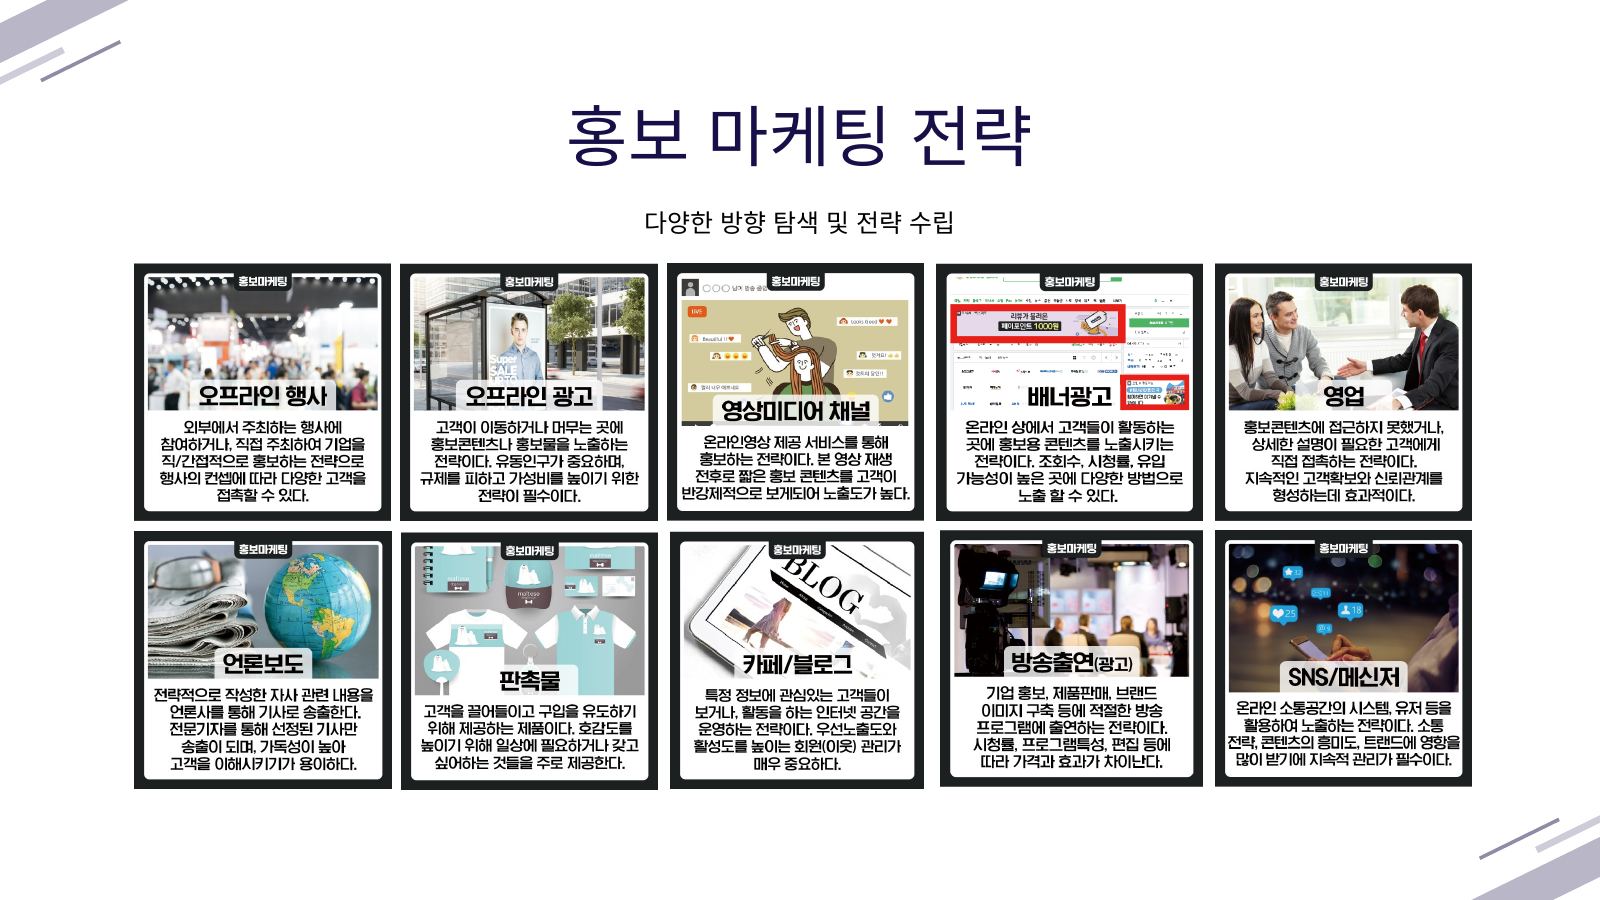 홍보 마케팅 전략
다양한 방향 탐색 및 전략 수립
홍보마케팅
오프라인 행사
외부에서 주최하는 행사에
참여하거나, 직접 주최하여 기업을
직/간접적으로 홍보하는 전략으로
행사의 컨셉에 따라 다양한 고객을
접촉할 수 있다.
홍보마케팅
Super
SALE
오프라인 광고
고객이 이동하거나 머무는 곳에
홍보콘텐츠나 홍보물을 노출하는
전략이다. 유동인구가 중요하며,
규제를 피하고 가성비를 높이기 위한
전략이 필수이다.
홍보마케팅
LIVE
Looks Good
Beautiful !!
영상미디어 채널
온라인영상 제공 서비스를 통해
홍보하는 전략이다. 본 영상 재생
전후로 짧은 홍보 콘텐츠를 고객이
반강제적으로 보게되어 노출도가 높다.
홍보마케팅
리뷰가 몰려온
페이포인트 1000원
배너광고
온라인 상에서 고객들이 활동하는
곳에 홍보용 콘텐츠를 노출시키는
전략이다. 조회수, 시청률, 유입
가능성이 높은 곳에 다양한 방법으로
노출 할 수 있다.
홍보마케팅
영업
홍보콘텐츠에 접근하지 못했거나,
상세한 설명이 필요한 고객에게
직접 접촉하는 전략이다.
지속적인 고객확보와 신뢰관계를
형성하는데 효과적이다.
홍보마케팅
언론보도
전략적으로 작성한 자사 관련 내용을
언론사를 통해 기사로 송출한다.
전문기자를 통해 선정된 기사만
송출이 되며, 가독성이 높아
고객을 이해시키기가 용이하다.
홍보마케팅
maltese
maltese
판촉물
고객을 끌어들이고 구입을 유도하기
위해 제공하는 제품이다. 호감도를
높이기 위해 일상에 필요하거나 갖고
싶어하는 것들을 주로 제공한다.
홍보마케팅
BLOG
카페/블로그
특정 정보에 관심있는 고객들이
보거나, 활동을 하는 인터넷 공간을
운영하는 전략이다. 우선노출도와
활성도를 높이는 회원(이웃) 관리가
매우 중요하다.
홍보마케팅
방송출연(광고)
기업 홍보, 제품판매, 브랜드
이미지 구축 등에 적절한 방송
프로그램에 출연하는 전략이다.
시청률, 프로그램특성, 편집 등에
따라 가격과 효과가 차이난다.
홍보마케팅
32
25
18
SNS/메신저
온라인 소통공간의 시스템, 유저 등을
활용하여 노출하는 전략이다. 소통
전략, 콘텐츠의 흥미도, 트랜드에 영향을
많이 받기에 지속적 관리가 필수이다.